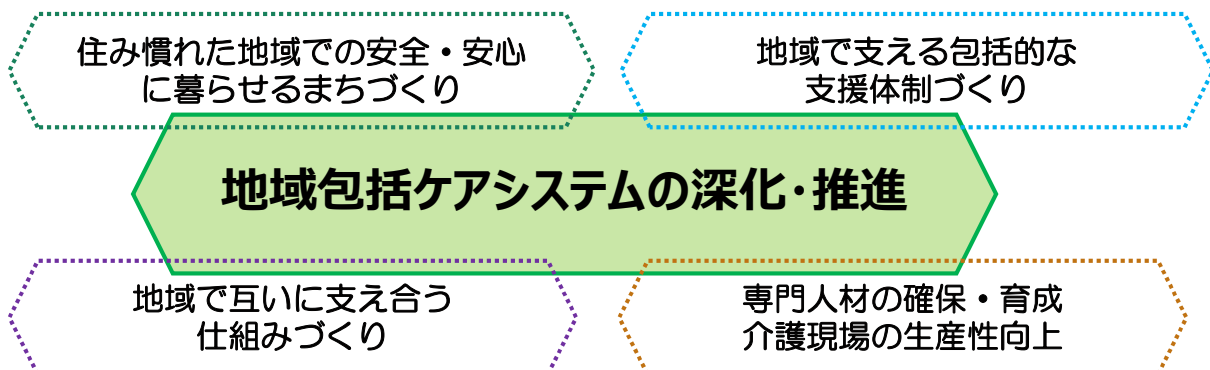 住み慣れた地域での安全・安心
に暮らせるまちづくり
地域で支える包括的な
支援体制づくり
地域包括ケアシステムの深化・推進
地域で互いに支え合う
仕組みづくり
専門人材の確保・育成
介護現場の生産性向上